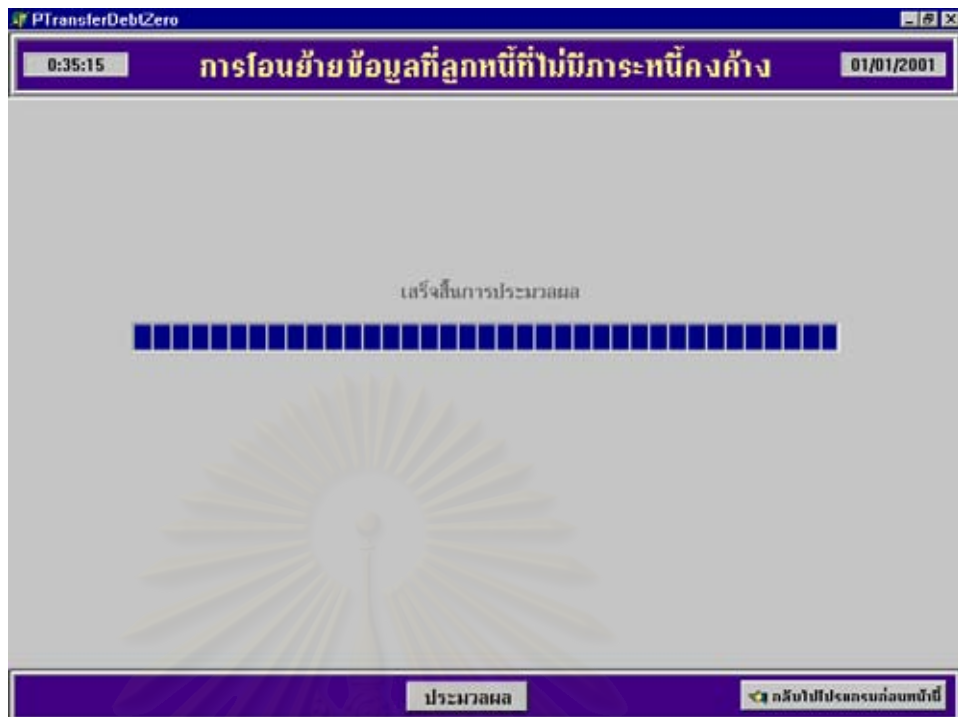 PTransferDebtZero
0:35:15
การโอนย้ายข้อมูลที่ลูกหนี้ที่ไม่มีภาระหนี้คงค้าง
01/01/2001
เสร็จสิ้นการประมวลผล
ประมวลผล
กลับไปโปรแกรมก่อนหน้านี้